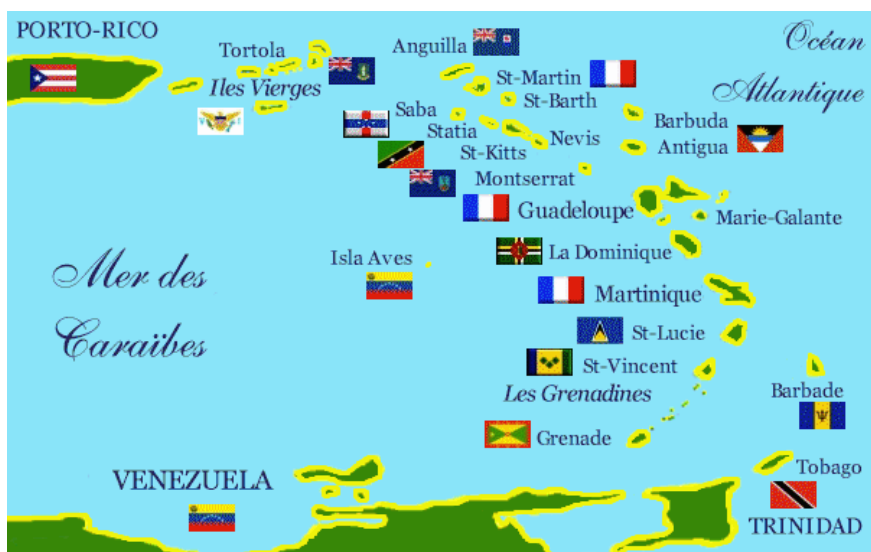 PORTO-RICO
Tortola
Iles Vierges
Anguilla
St-Martin
St-Barth
Saba
Statia
St-Kitts
Nevis
Barbuda
Antigua
Montserrat
Guadeloupe
Marie-Galante
La Dominique
Isla Aves
Martinique
St-Lucie
St-Vincent
Les Grenadines
Grenade
Barbade
Tobago
TRINIDAD
VENEZUELA
Océan
Atlantique
Mer des
Caraïbes